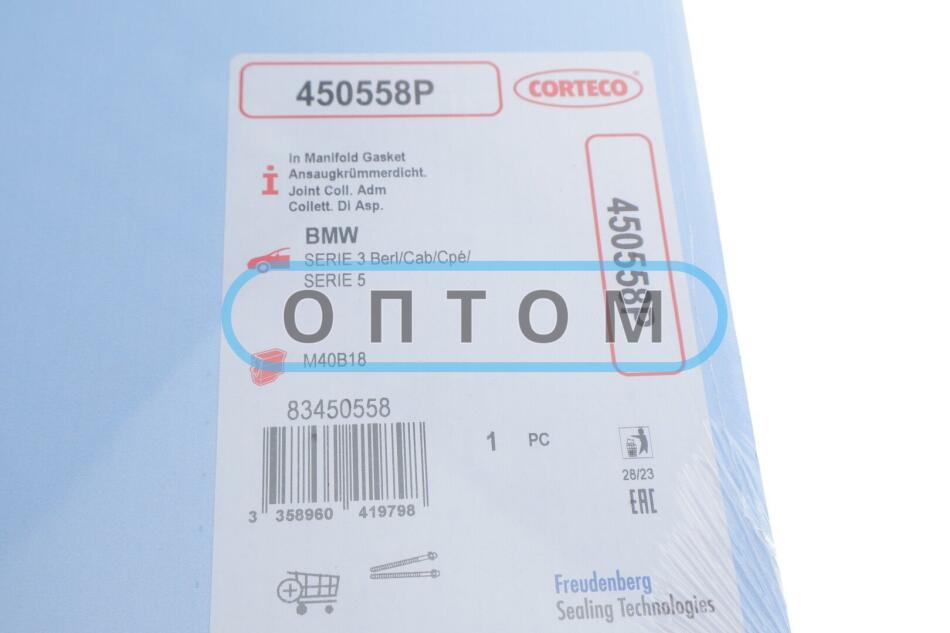 450558P
CORTECO
In Manifold Gasket
Ansaugkrümmerdicht.
Joint Coll. Adm
Collett. Di Asp.
450558P
BMW
SERIE 3 Berl/Cab/Cpé/
SERIE 5
ОПТОМ
M40B18
83450558
1 PC
28/23
EAC
3 358960 419798
Freudenberg
Sealing Technologies